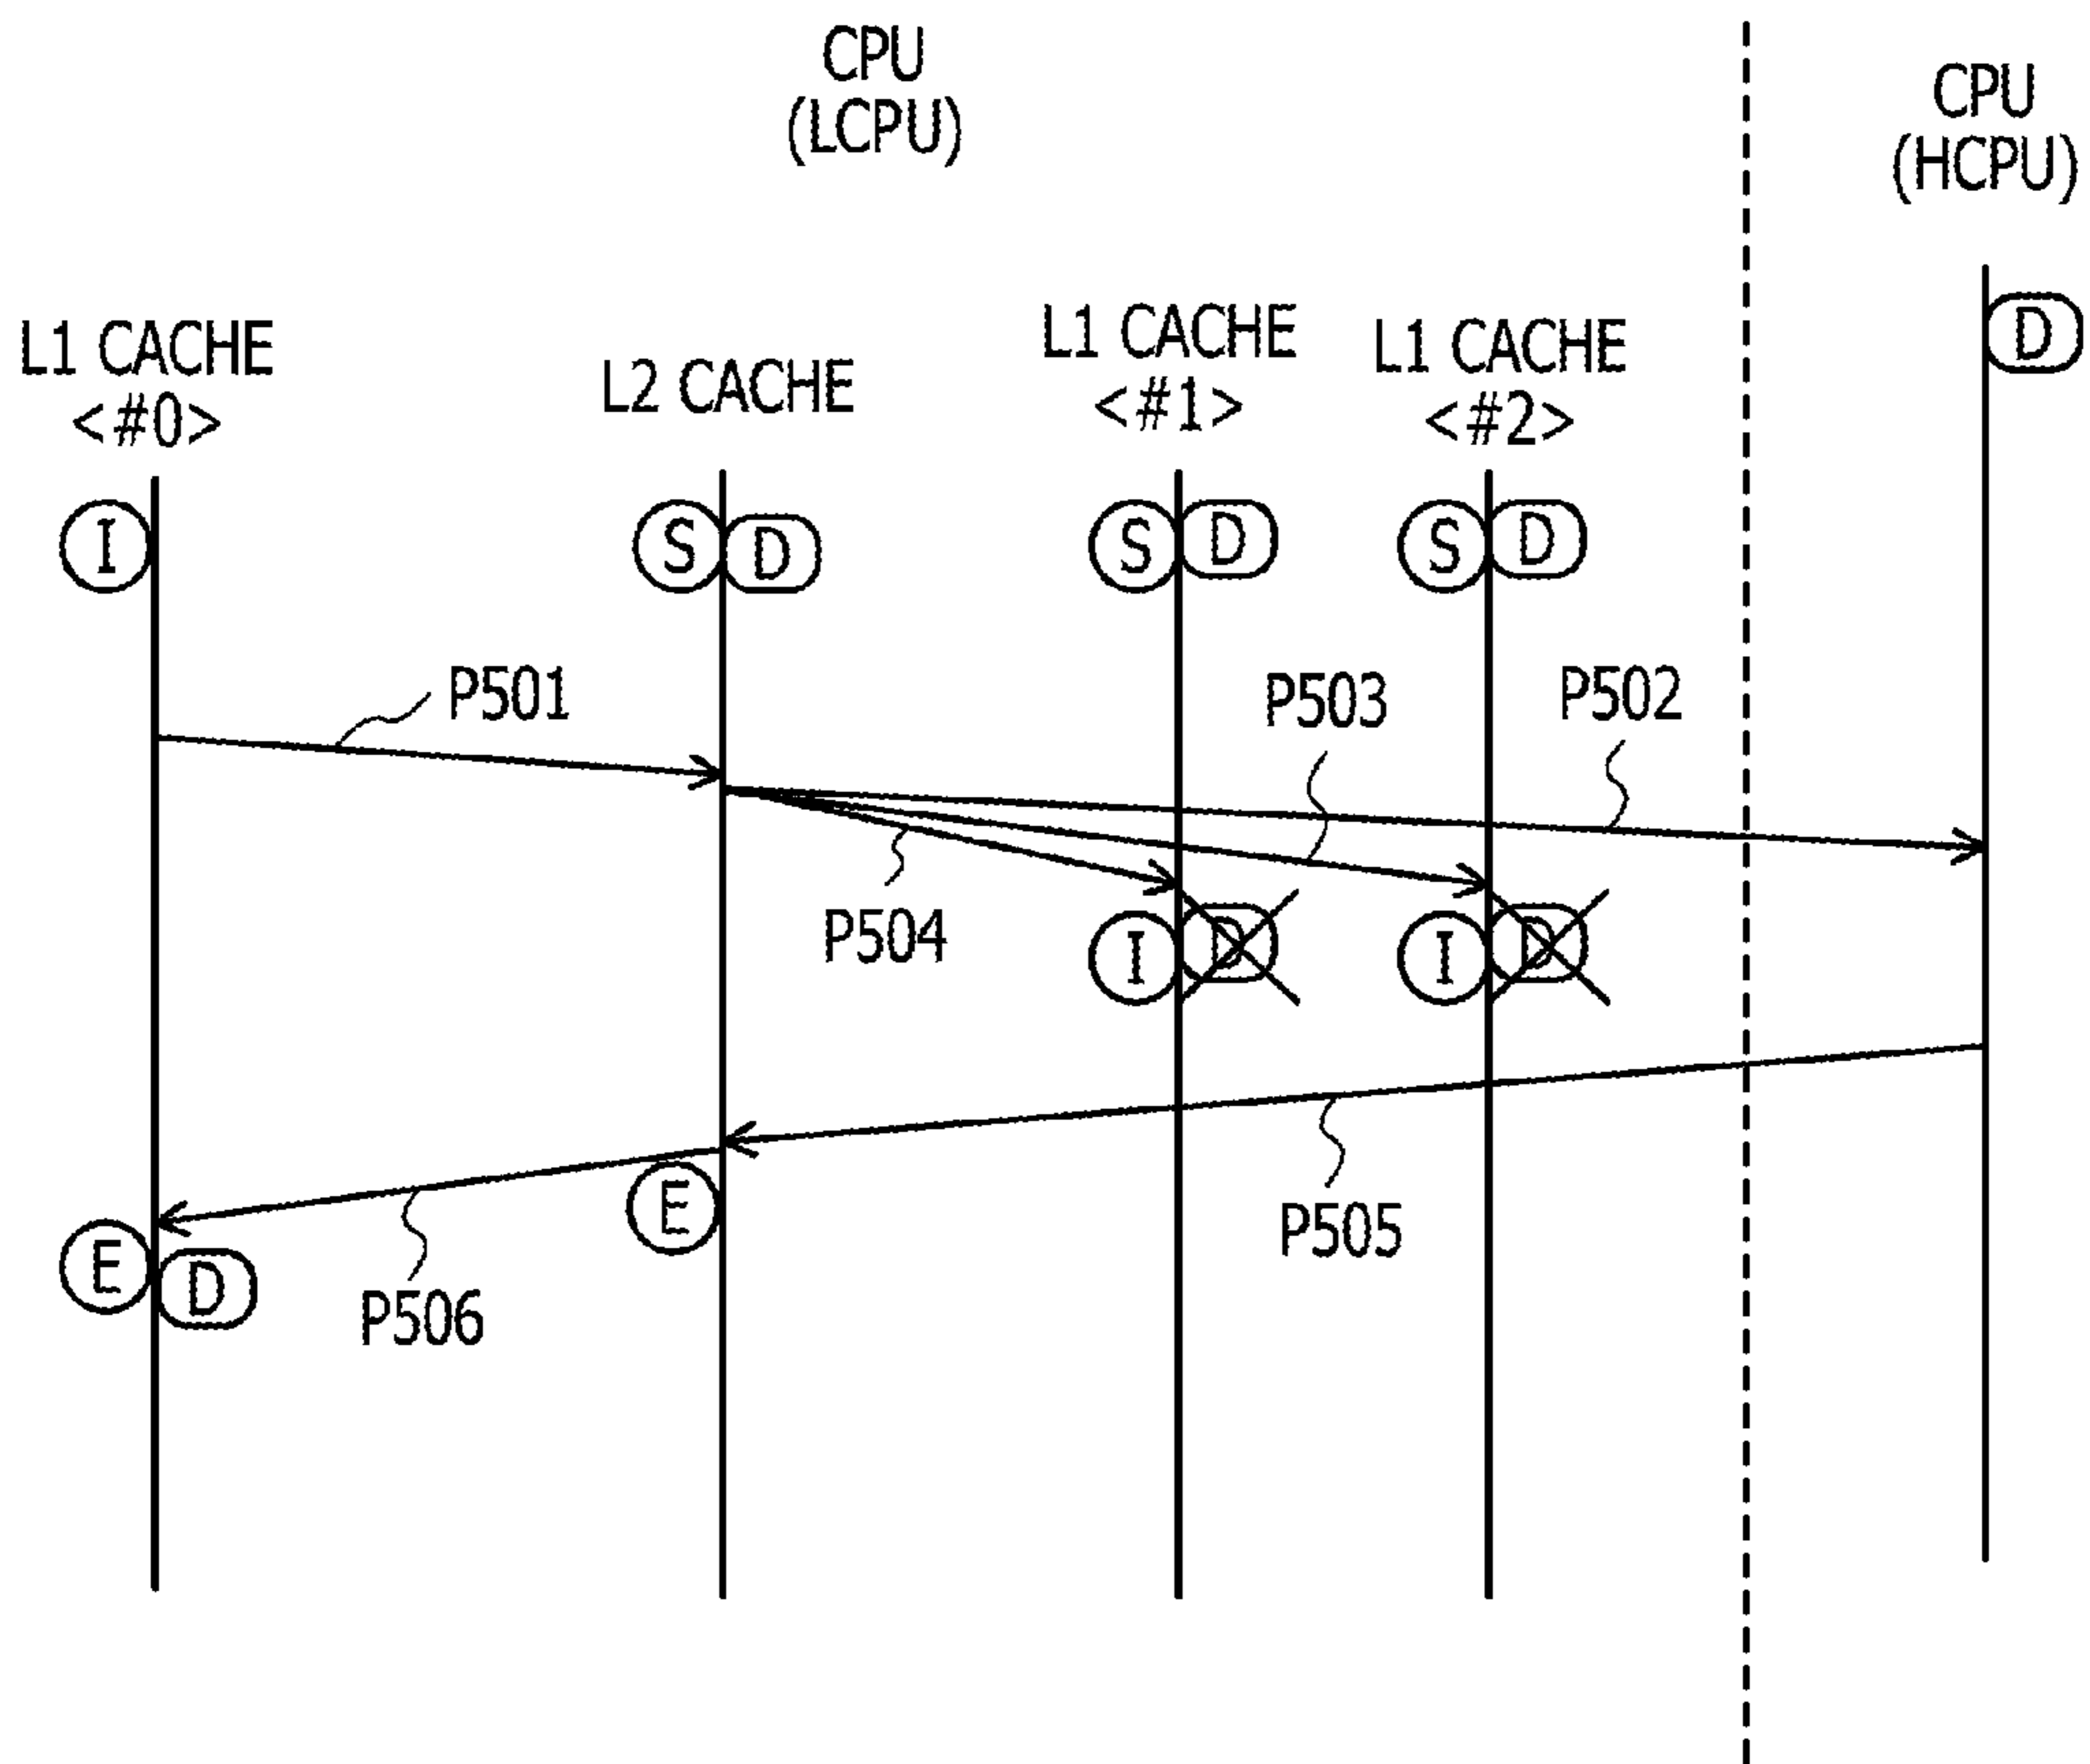 CPU
(LCPU)
CPU
(HCPU)
L1 CACHE
<#0>
L2 CACHE
L1 CACHE
<#1>
L1 CACHE
<#2>
D
I
S D
S D
S D
P501
P503
P502
P504
I D
I D
E
P505
E D
P506